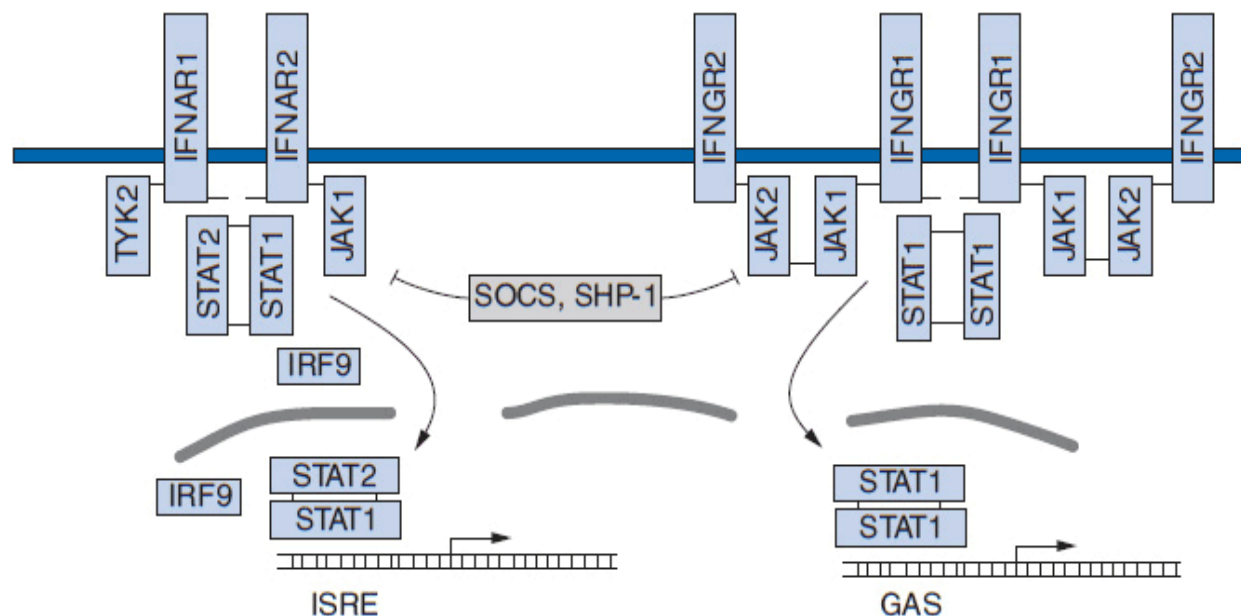 IFNAR1
IFNAR2
IFNGR2
IFNGR1
IFNGR1
IFNGR2
TYK2
STAT2
STAT1
JAK1
JAK2
JAK1
STAT1
STAT1
JAK1
JAK2
SOCS, SHP-1
IRF9
IRF9
STAT2
STAT1
STAT1
STAT1
ISRE
GAS